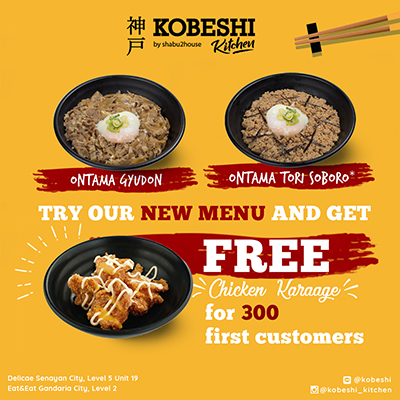 神戸 KOBESHI
by shabu2house Kitchen
ONTAMA GYUDON
ONTAMA TORI SOBORO*
TRY OUR NEW MENU AND GET
FREE
Chicken Karaage
for 300
first customers
Delicae Senayan City, Level 5 Unit 19
Eat&Eat Gandaria City, Level 2
@kobeshi
@kobeshi_kitchen